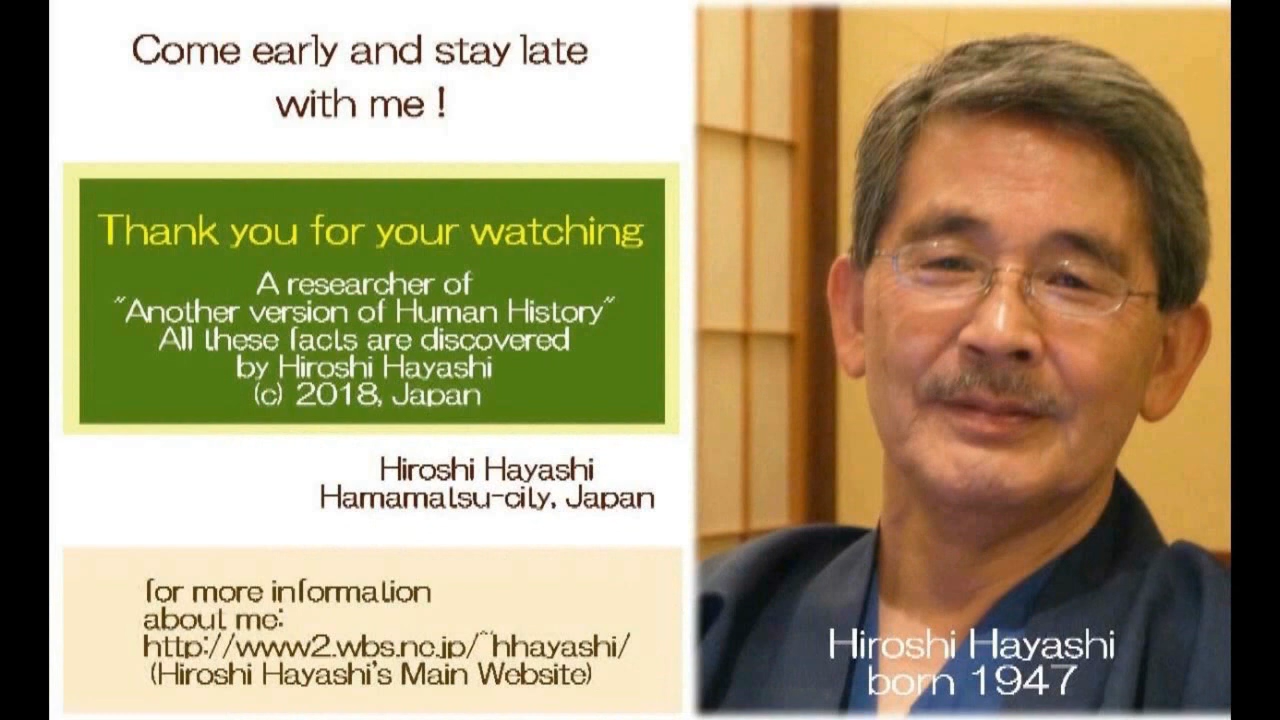 Come early and stay late
with me !
Thank you for your watching
A researcher of
"Another version of Human History"
All these facts are discovered
by Hiroshi Hayashi
(c) 2018, Japan
Hiroshi Hayashi
Hamamatsu-city, Japan
for more information
about me:
http://www2.wbs.ne.jp/~hhayashi/
(Hiroshi Hayashi's Main Website)
Hiroshi Hayashi
born 1947